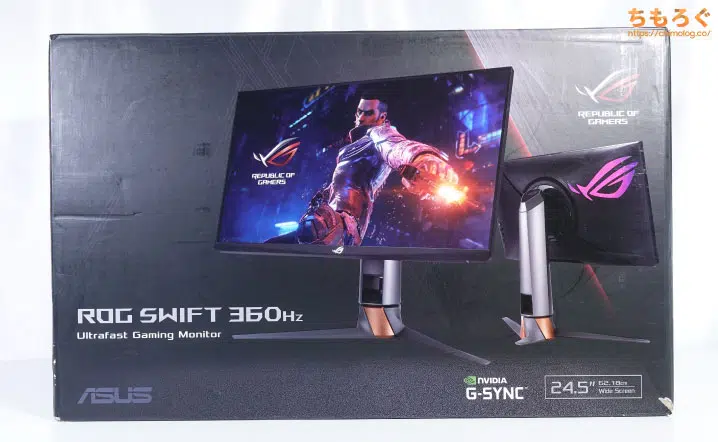 ちもろぐ
https://chimolog.co/
REPUBLIC OF
GAMERS
REPUBLIC OF
GAMERS
ROG SWIFT 360Hz
Ultrafast Gaming Monitor
ASUS
NVIDIA
G-SYNC
24.5"
62.18cm
Wide Screen